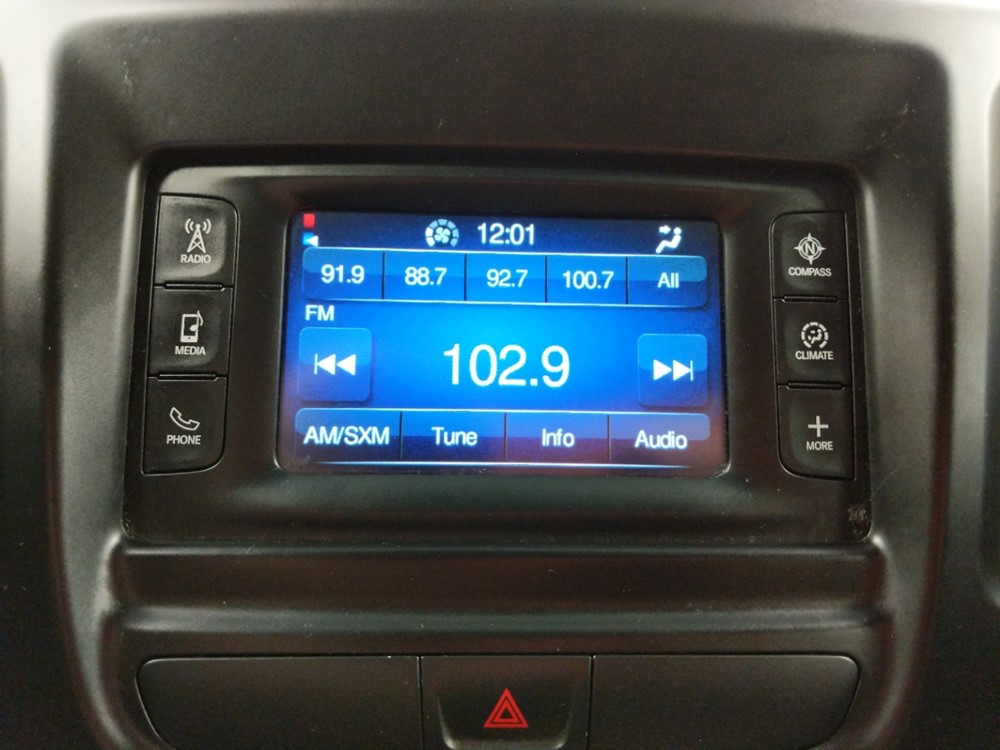 RADIO
MEDIA
PHONE
12:01
91.9 88.7 92.7 100.7 All
FM
102.9
AM/SXM Tune Info Audio
N
COMPASS
CLIMATE
MORE